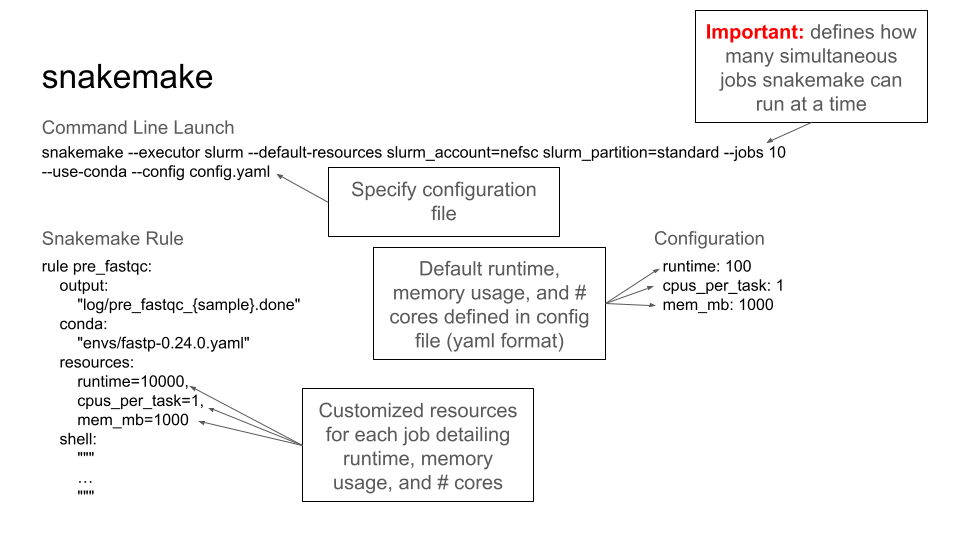 Important: defines how
many simultaneous
jobs snakemake can
run at a time
snakemake
Command Line Launch
snakemake --executor slurm --default-resources slurm_account=nefsc slurm_partition=standard --jobs 10
--use-conda --config config.yaml
Specify configuration
file
Snakemake Rule
rule pre_fastqc:
output:
"log/pre_fastqc_{sample}.done"
conda:
"envs/fastp-0.24.0.yaml"
resources:
runtime=10000,
cpus_per_task=1,
mem_mb=1000
shell:
"""
…
"""
Default runtime,
memory usage, and #
cores defined in config
file (yaml format)
Configuration
runtime: 100
cpus_per_task: 1
mem_mb: 1000
Customized resources
for each job detailing
runtime, memory
usage, and # cores